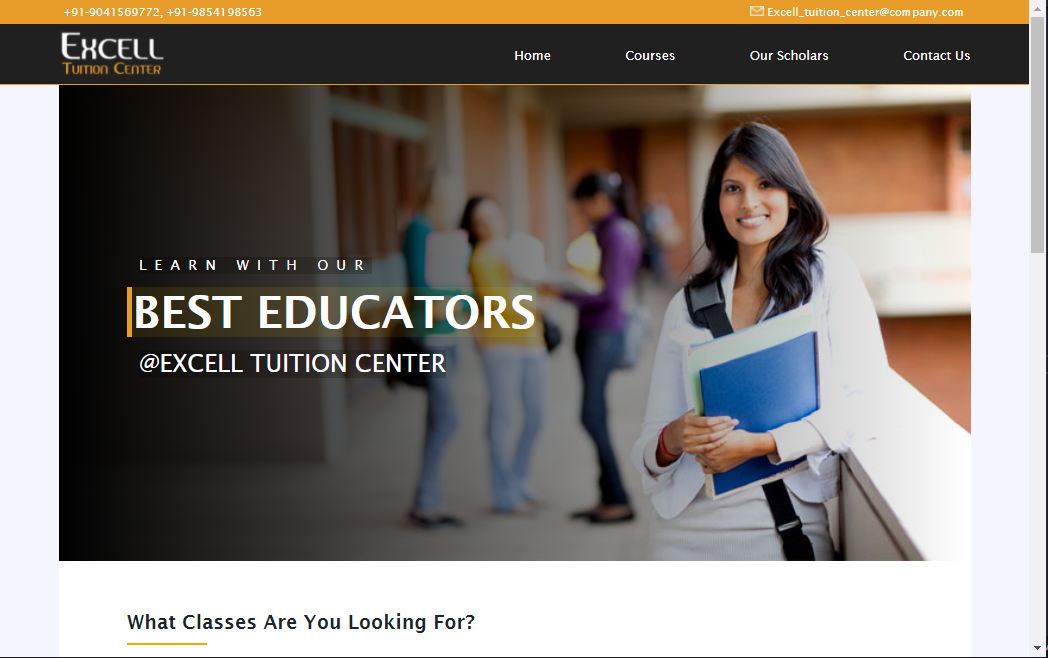 +91-9041569772, +91-9854198563
Excell_tuition_center@company.com
EXCELL
TUITION CENTER
Home
Courses
Our Scholars
Contact Us
LEARN WITH OUR
BEST EDUCATORS
@EXCELL TUITION CENTER
What Classes Are You Looking For?